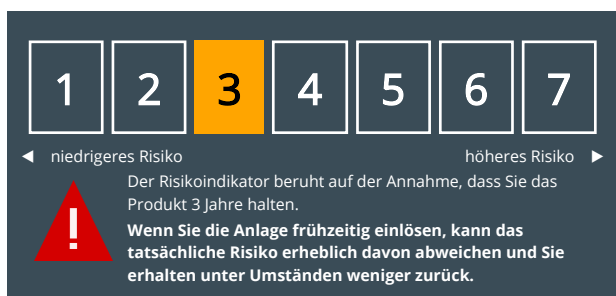 1 2 3 4 5 6 7
niedrigeres Risiko höheres Risiko
Der Risikoindikator beruht auf der Annahme, dass Sie das
Produkt 3 Jahre halten.
Wenn Sie die Anlage frühzeitig einlösen, kann das
tatsächliche Risiko erheblich davon abweichen und Sie
erhalten unter Umständen weniger zurück.